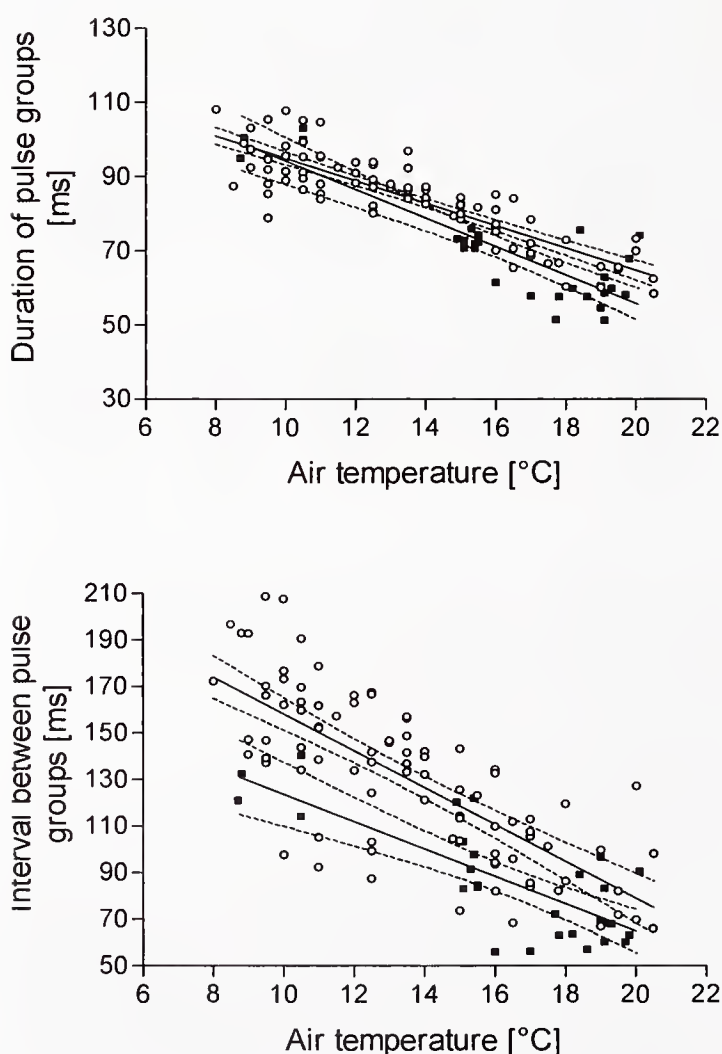 130
110
90
70
50
30
Duration of pulse groups
[ms]
6 8 10 12 14 16 18 20 22
Air temperature [°C]
210
190
170
150
130
110
90
70
50
Interval between pulse
groups [ms]
6 8 10 12 14 16 18 20 22
Air temperature [°C]